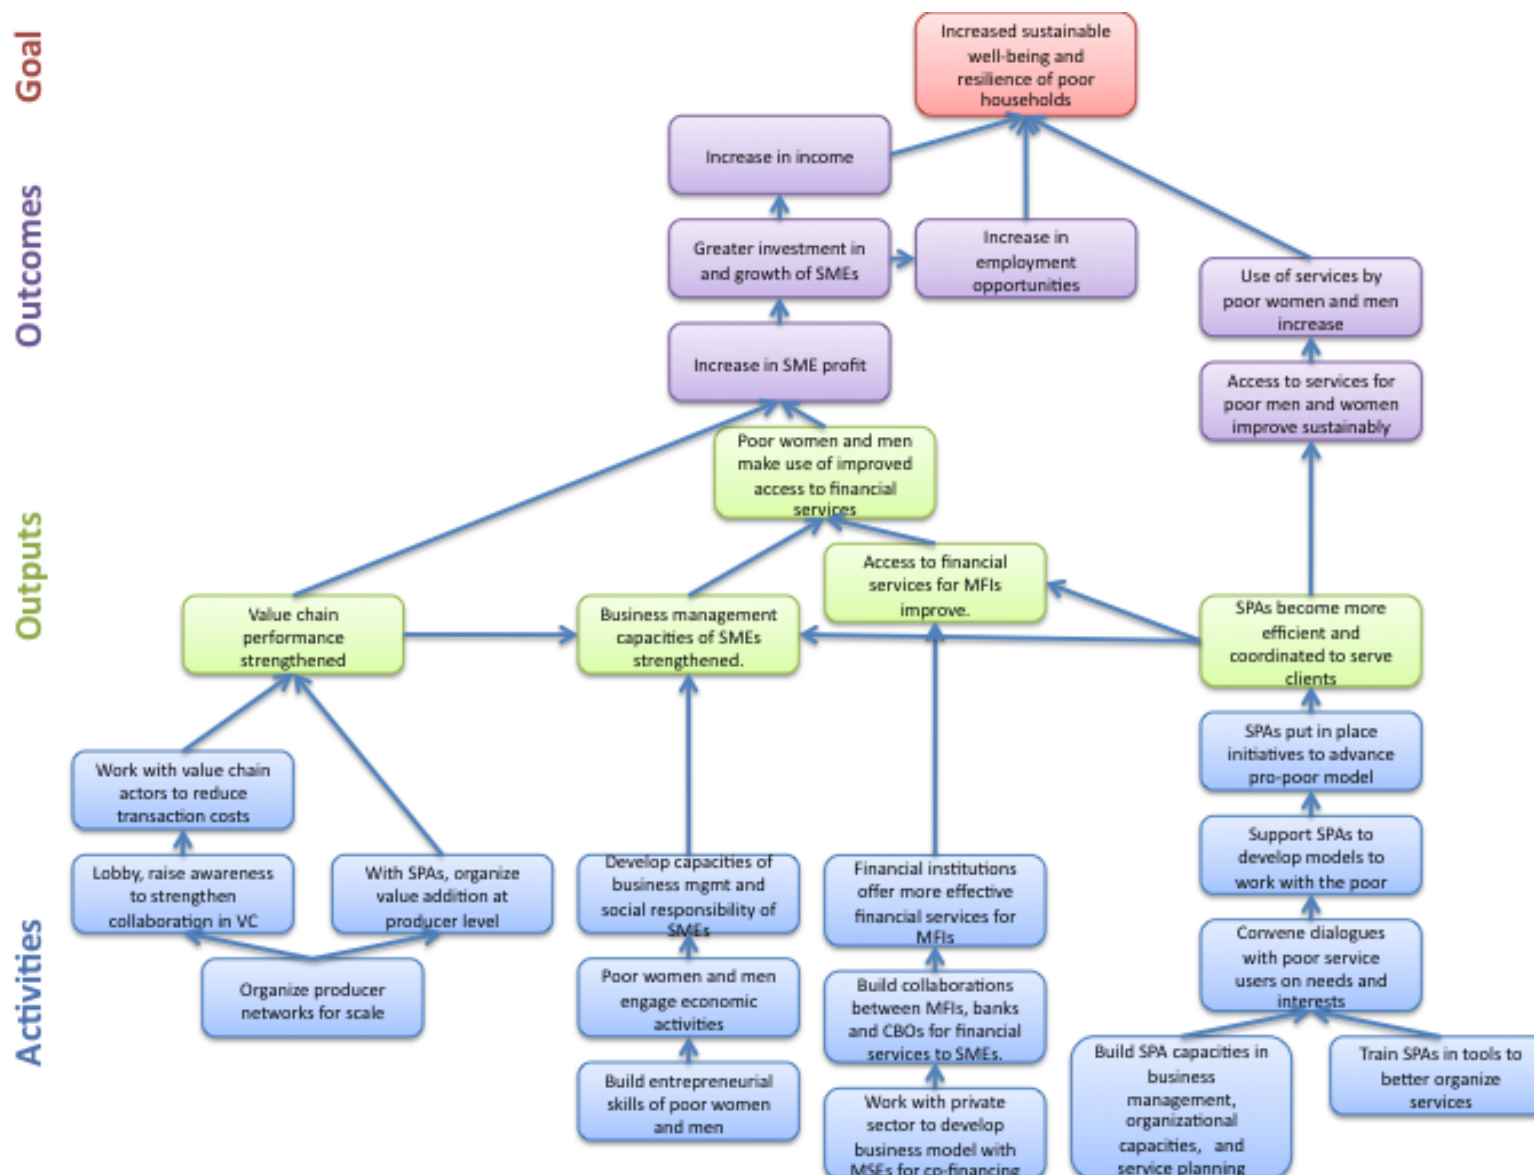 Goal
Increased sustainable
well-being and
resilience of poor
households
Outcomes
Increase in income
Greater investment in
and growth of SMEs
Increase in
employment
opportunities
Increase in SME profit
Use of services by
poor women and men
increase
Access to services for
poor men and women
improve sustainably
Outputs
Poor women and men
make use of improved
access to financial
services
Access to financial
services for MFIs
improve.
Value chain
performance
strengthened
Business management
capacities of SMEs
strengthened.
SPAs become more
efficient and
coordinated to serve
clients
Activities
Work with value chain
actors to reduce
transaction costs
Lobby, raise awareness
to strengthen
collaboration in VC
With SPAs, organize
value addition at
producer level
Organize producer
networks for scale
Develop capacities of
business mgmt and
social responsibility of
SMEs
Poor women and men
engage economic
activities
Build entrepreneurial
skills of poor women
and men
Financial institutions
offer more effective
financial services for
MFIs
Build collaborations
between MFIs, banks
and CBOs for financial
services to SMEs.
Work with private
sector to develop
business model with
MSEs for co-financing
SPAs put in place
initiatives to advance
pro-poor model
Support SPAs to
develop models to
work with the poor
Convene dialogues
with poor service
users on needs and
interests
Build SPA capacities in
business
management,
organizational
capacities, and
service planning
Train SPAs in tools to
better organize
services